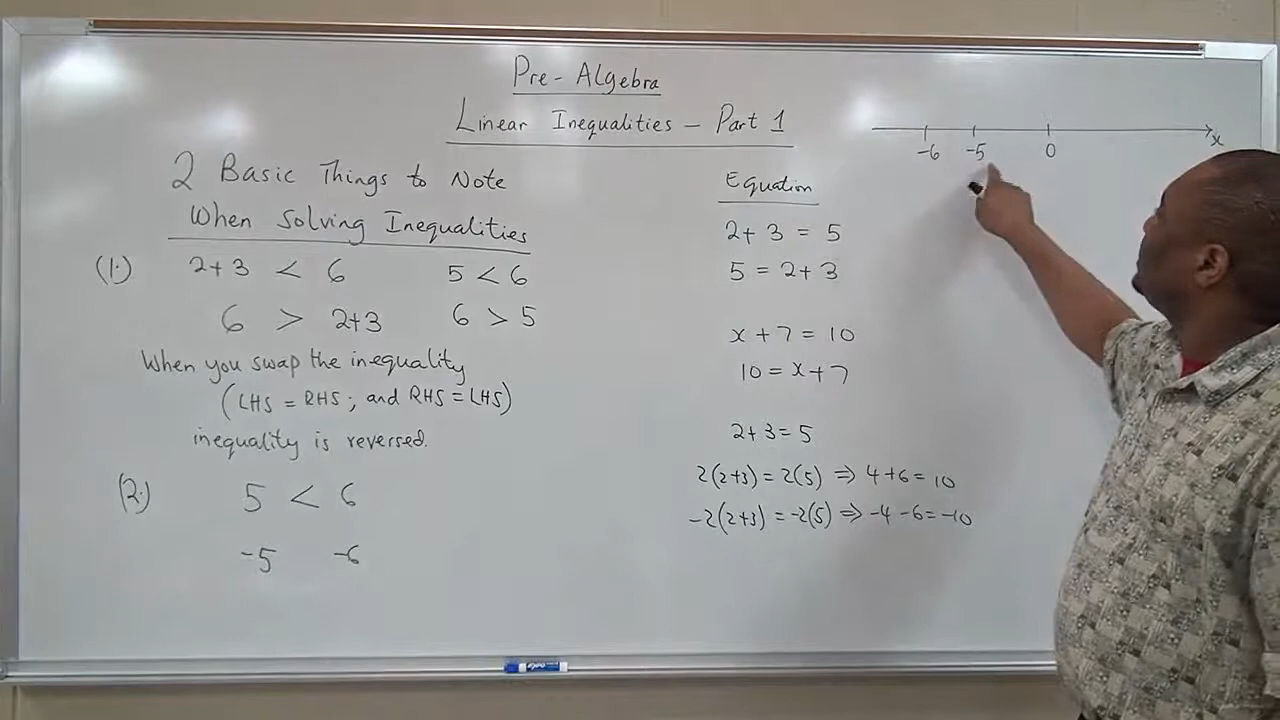 Pre-Algebra
Linear Inequalities - Part 1
2 Basic Things to Note
When Solving Inequalities
(1.) 2+3 < 6 5 < 6
6 > 2+3 6 > 5
When you swap the inequality
(LHS = RHS; and RHS = LHS)
inequality is reversed.
(2.) 5 < 6
-5 -6
Equation
2+3 = 5
5 = 2+3
x+7 = 10
10 = x+7
2+3=5
2(2+3) = 2(5) ⇒ 4+6=10
-2(2+3) = -2(5) ⇒ -4-6=-10
-6 -5 0 x